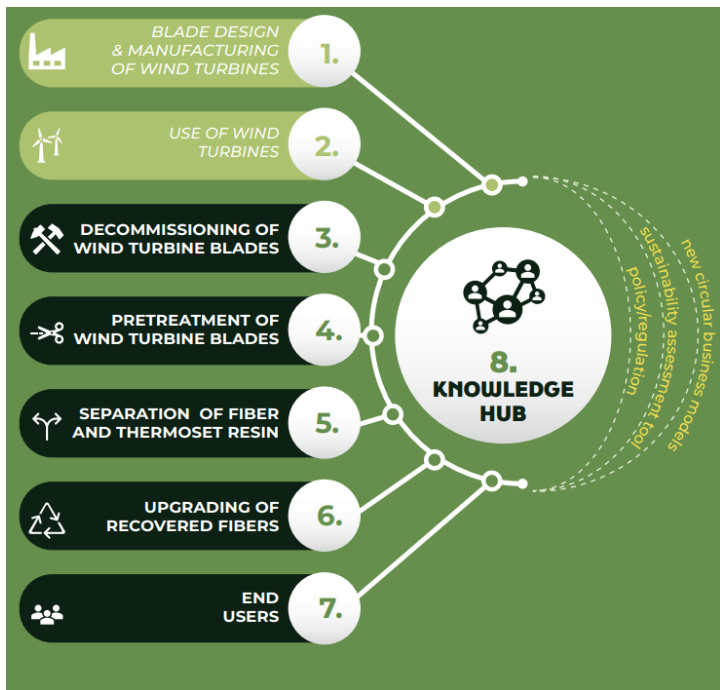 BLADE DESIGN
& MANUFACTURING
OF WIND TURBINES
1.
USE OF WIND
TURBINES
2.
DECOMMISSIONING OF
WIND TURBINE BLADES
3.
PRETREATMENT OF
WIND TURBINE BLADES
4.
SEPARATION OF FIBER
AND THERMOSET RESIN
5.
UPGRADING OF
RECOVERED FIBERS
6.
END
USERS
7.
8.
KNOWLEDGE
HUB
policy/regulation
sustainability assessment tool
new circular business models